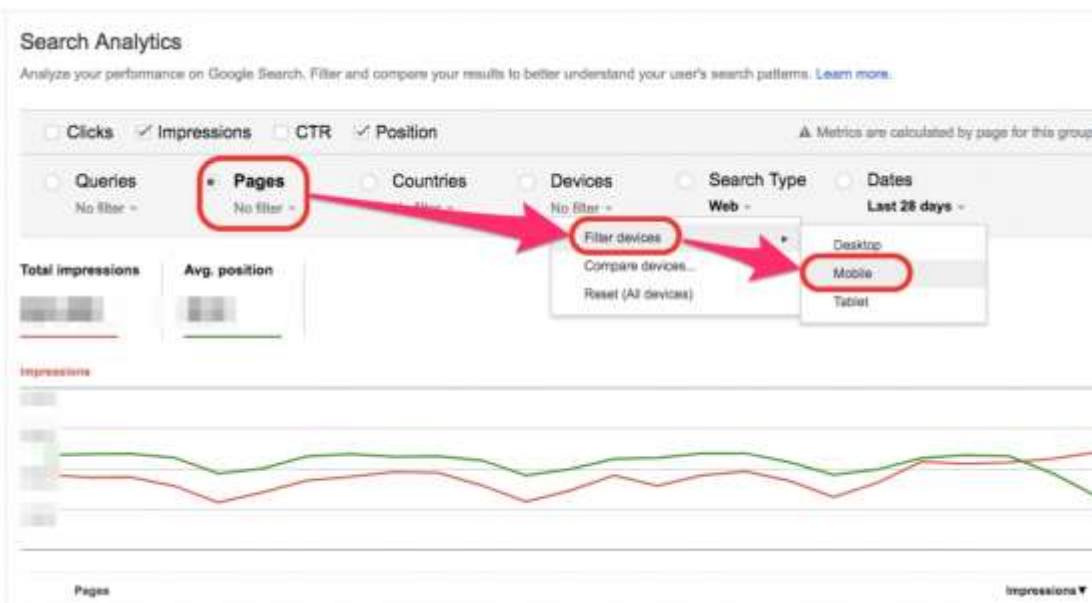 Search Analytics
Analyze your performance on Google Search. Filter and compare your results to better understand your user's search patterns. Learn more.
Clicks Impressions CTR Position Metrics are calculated by page for this group
Queries Pages Countries Devices Search Type Dates
No filter No filter No filter No filter Web Last 28 days
Filter devices
Compare devices...
Reset (All devices)
Desktop
Mobile
Tablet
Total impressions Avg. position
Impressions
Pages Impressions▼